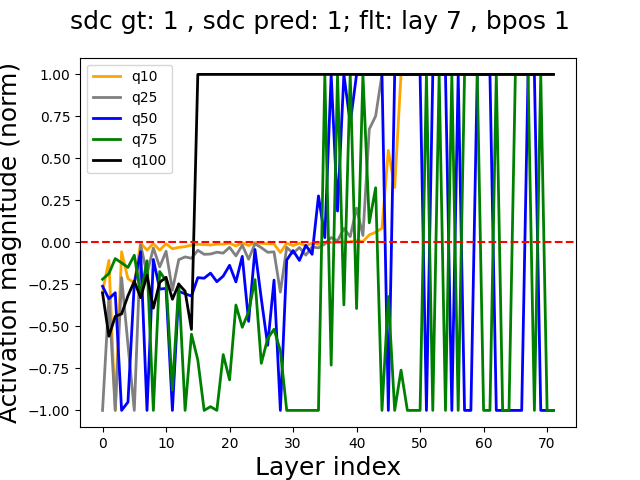 sdc gt: 1 , sdc pred: 1; flt: lay 7 , bpos 1
Activation magnitude (norm)
1.00
0.75
0.50
0.25
0.00
−0.25
−0.50
−0.75
−1.00
q10
q25
q50
q75
q100
0 10 20 30 40 50 60 70
Layer index